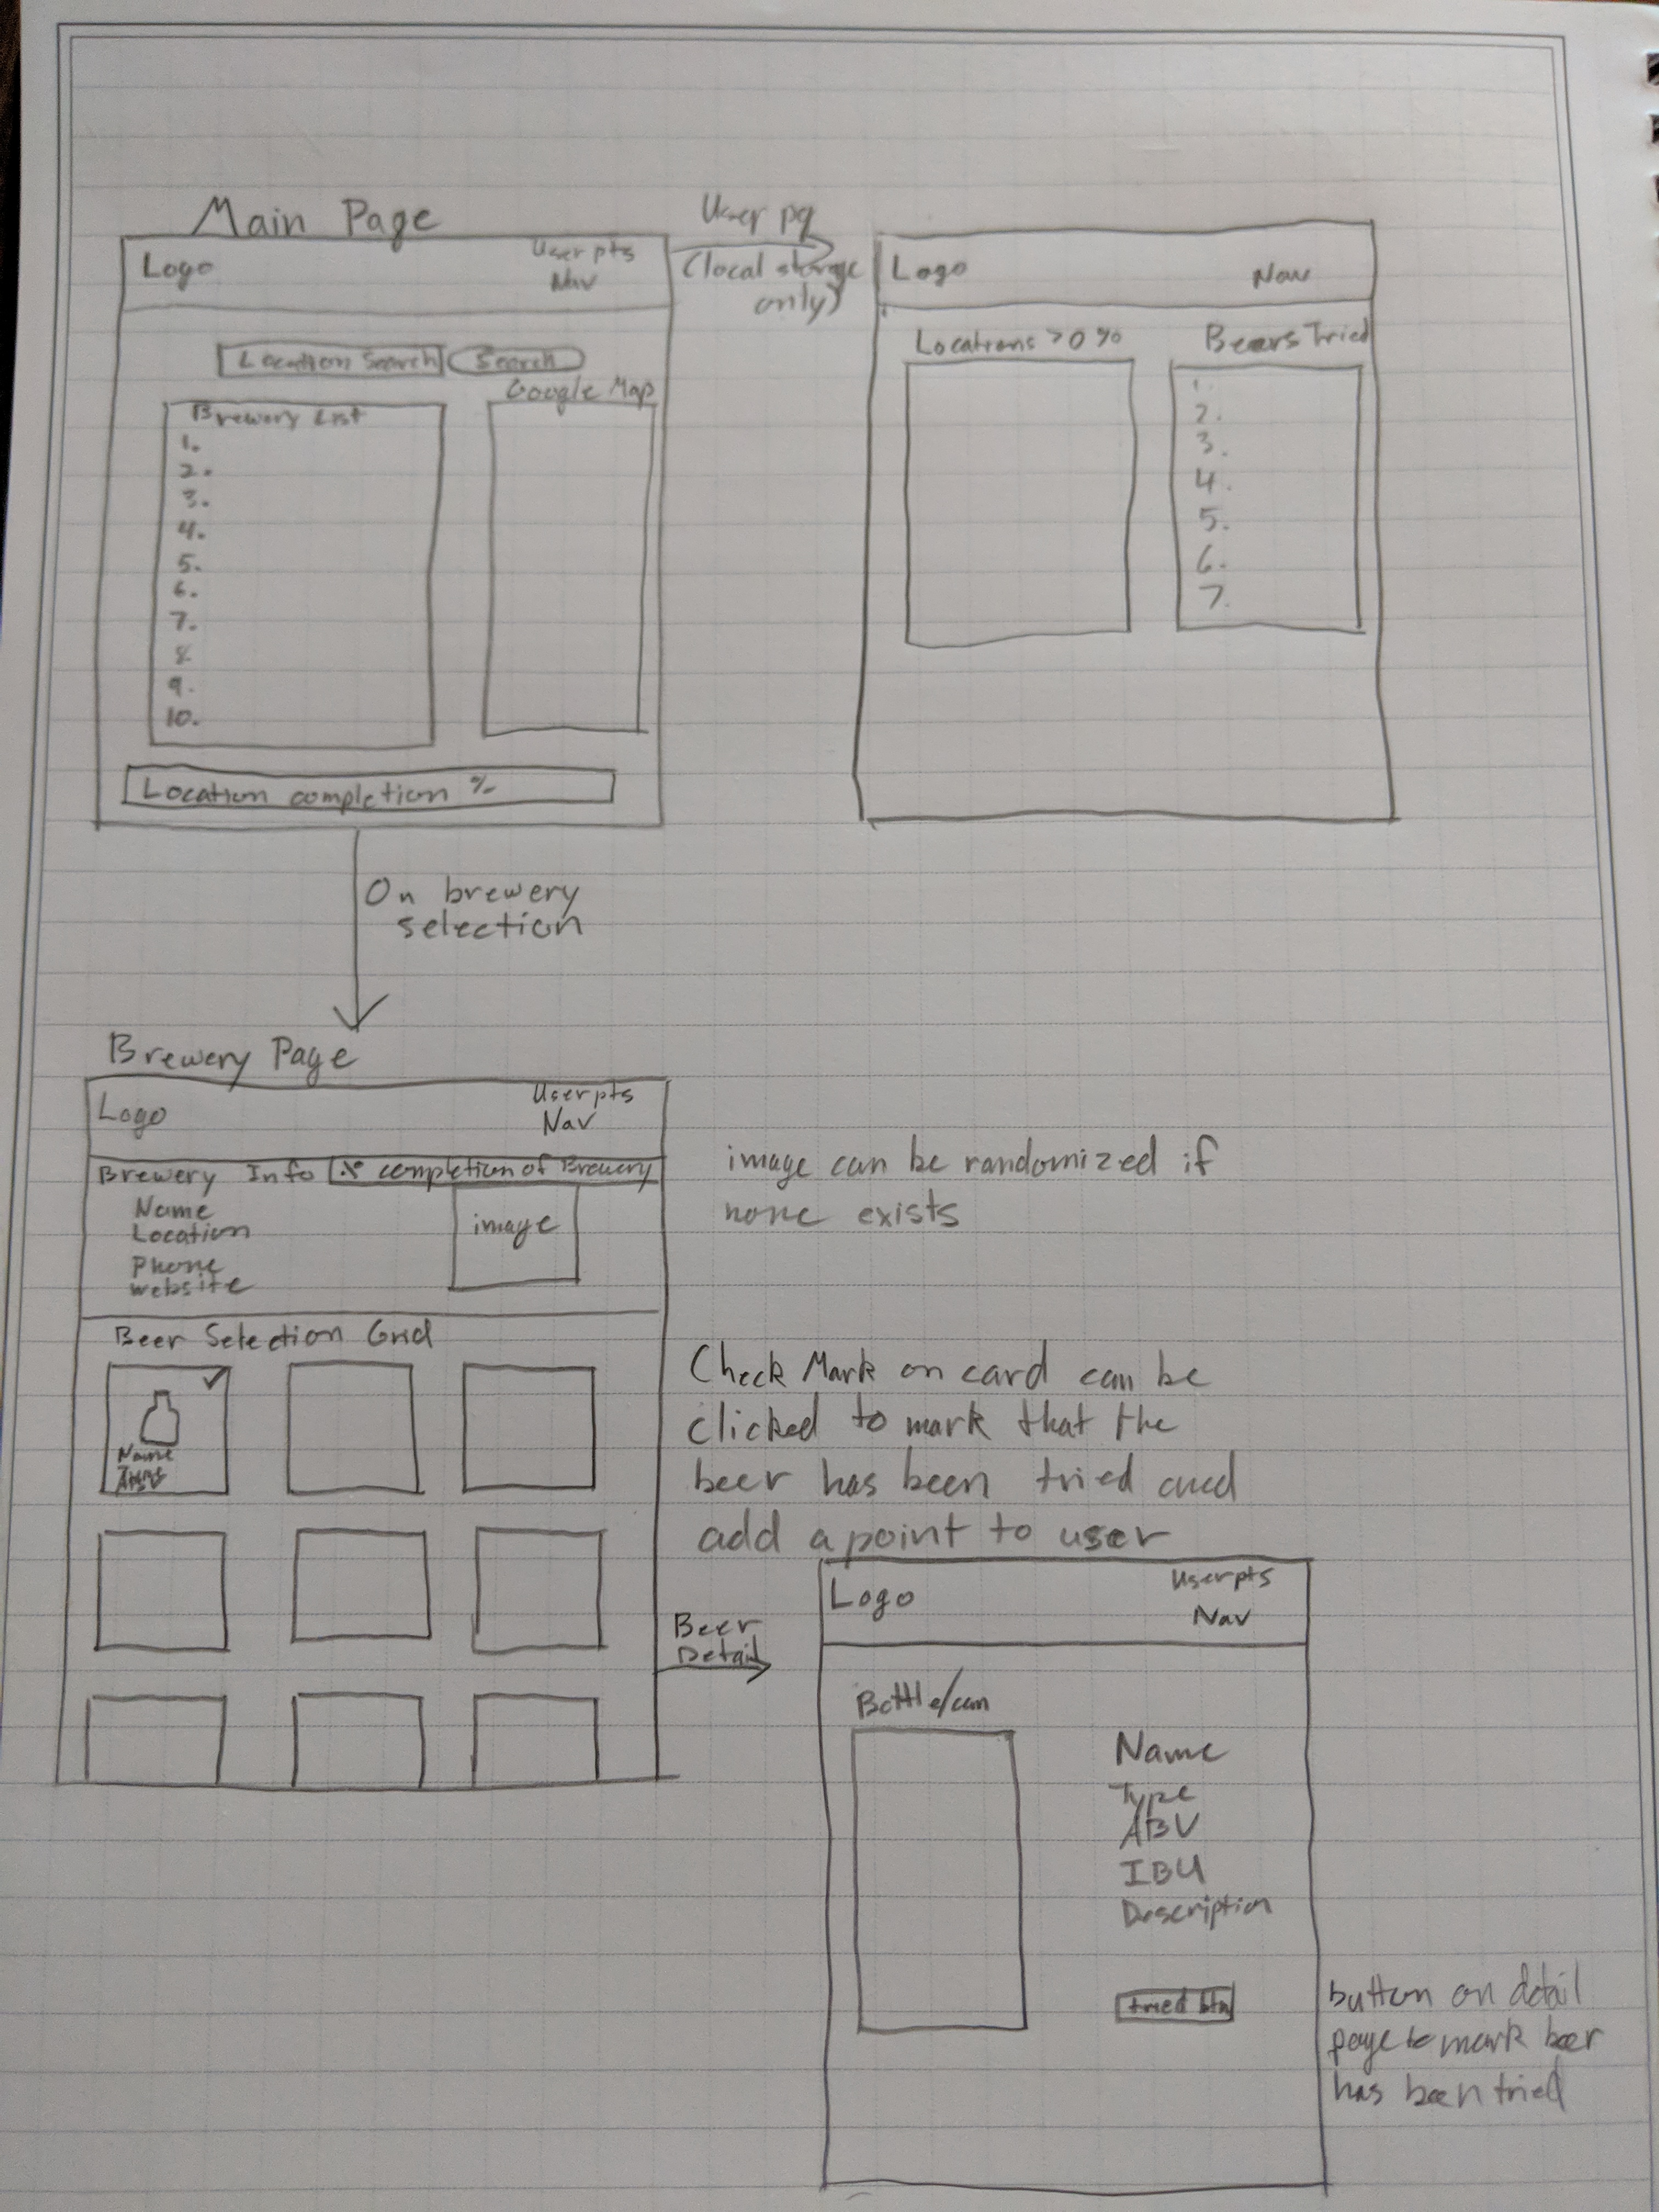 Main Page
Logo
User pts
Nav
Location Search
Search
Brewery List
1.
2.
3.
4.
5.
6.
7.
8
9.
10.
Google Map
Location completion %
User pg
(local storage
only)
Logo
Nav
Locations >0%
Beers Tried
1.
2.
3.
4.
5.
6.
7.
On brewery
selection
Brewery Page
Logo
User pts
Nav
Brewery Info
% completion of Brewery
Name
Location
Phone
website
image
image can be randomized if
none exists
Beer Selection Grid
Name
Check Mark on card can be
clicked to mark that the
beer has been tried and
add a point to user
Beer
Detail
Logo
User pts
Nav
Bottle/can
Name
Type
ABV
IBU
Description
tried btn
button on detail
page to mark beer
has been tried